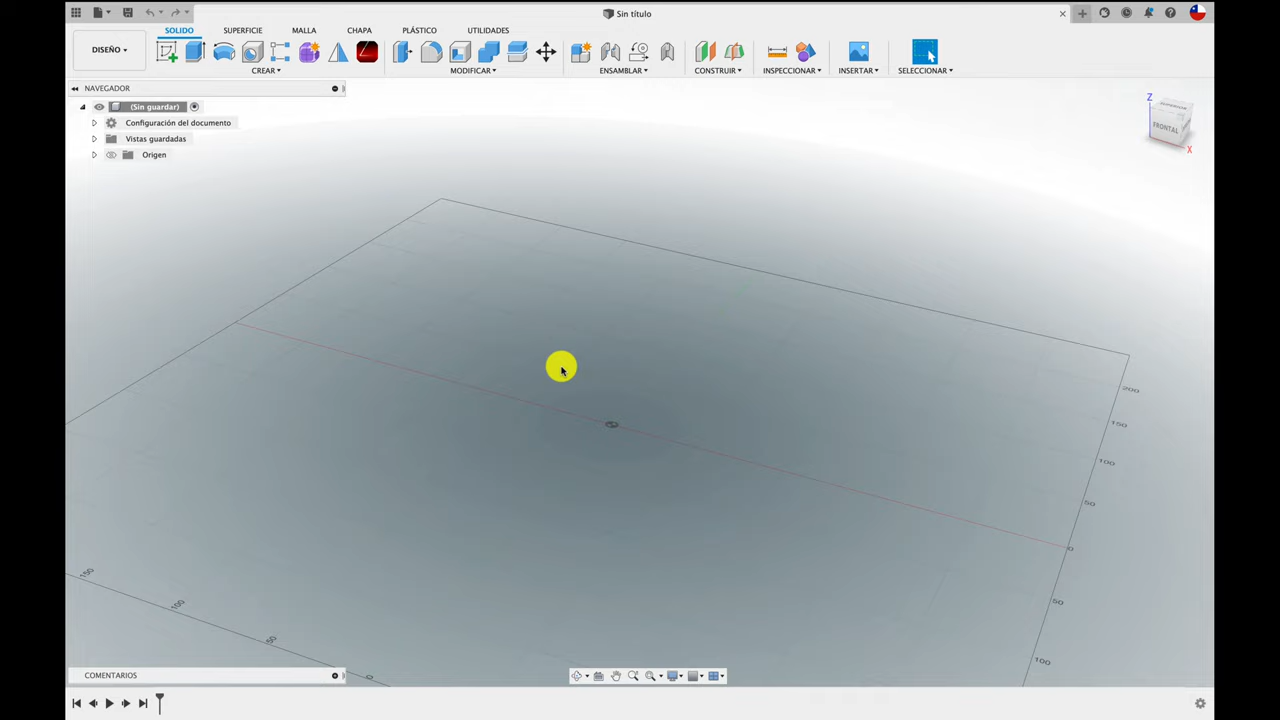 Sin título
DISEÑO
SOLIDO
SUPERFICIE
MALLA
CHAPA
PLÁSTICO
UTILIDADES
CREAR
MODIFICAR
ENSAMBLAR
CONSTRUIR
INSPECCIONAR
INSERTAR
SELECCIONAR
NAVEGADOR
(Sin guardar)
Configuración del documento
Vistas guardadas
Origen
Z
FRONTAL
X
200
150
100
50
0
50
100
150
100
50
0
COMENTARIOS